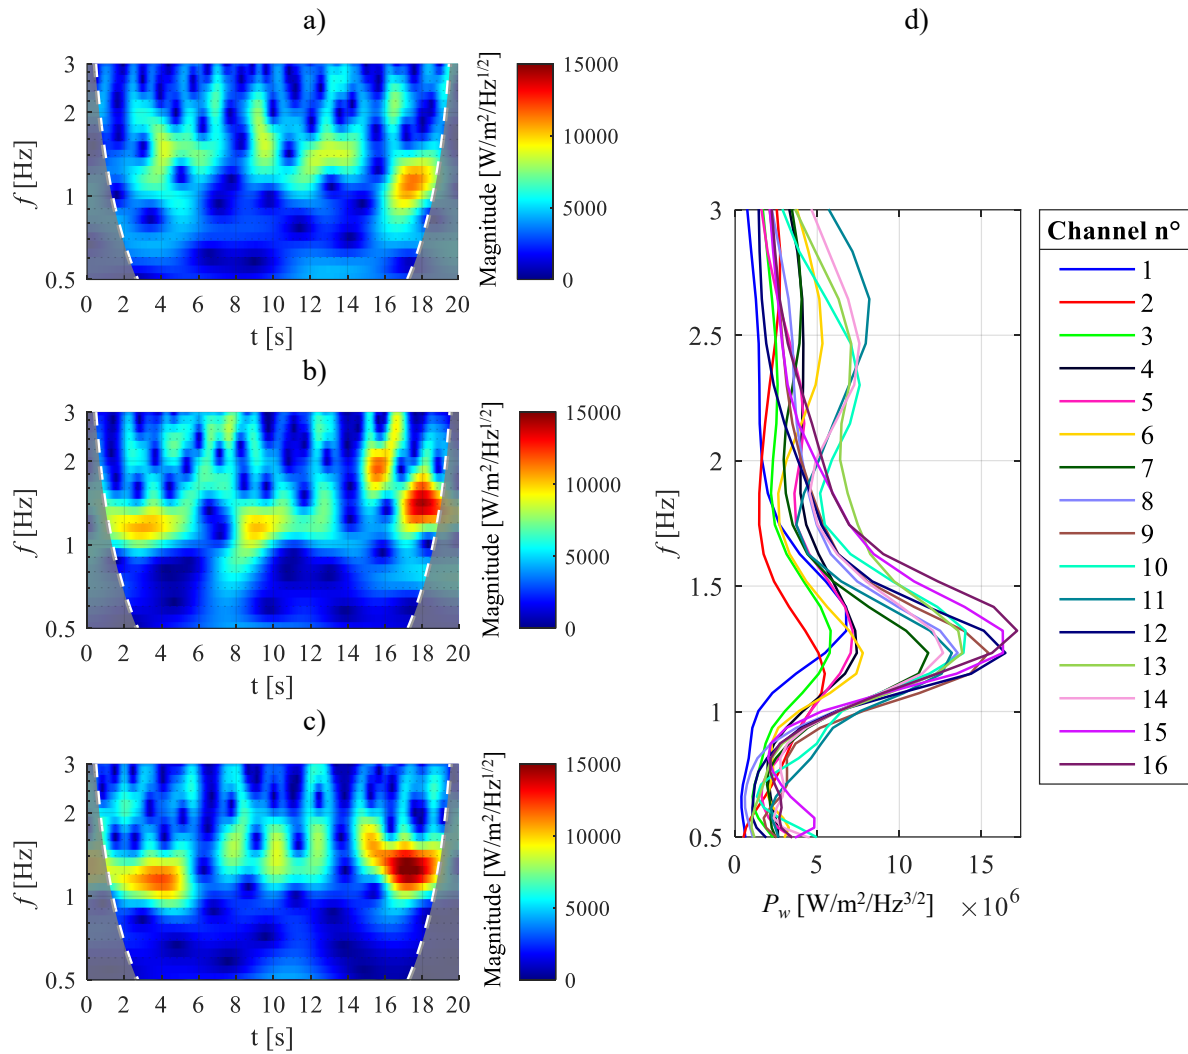 a)
3
2
1
0.5
f [Hz]
0 2 4 6 8 10 12 14 16 18 20
t [s]
Magnitude [W/m²/Hz^1/2]
15000
10000
5000
0
b)
3
2
1
0.5
f [Hz]
0 2 4 6 8 10 12 14 16 18 20
t [s]
Magnitude [W/m²/Hz^1/2]
15000
10000
5000
0
c)
3
2
1
0.5
f [Hz]
0 2 4 6 8 10 12 14 16 18 20
t [s]
Magnitude [W/m²/Hz^1/2]
15000
10000
5000
0
d)
3
2.5
2
1.5
1
0.5
f [Hz]
0 5 10 15
P_w [W/m²/Hz^3/2] ×10^6
Channel n°
1
2
3
4
5
6
7
8
9
10
11
12
13
14
15
16